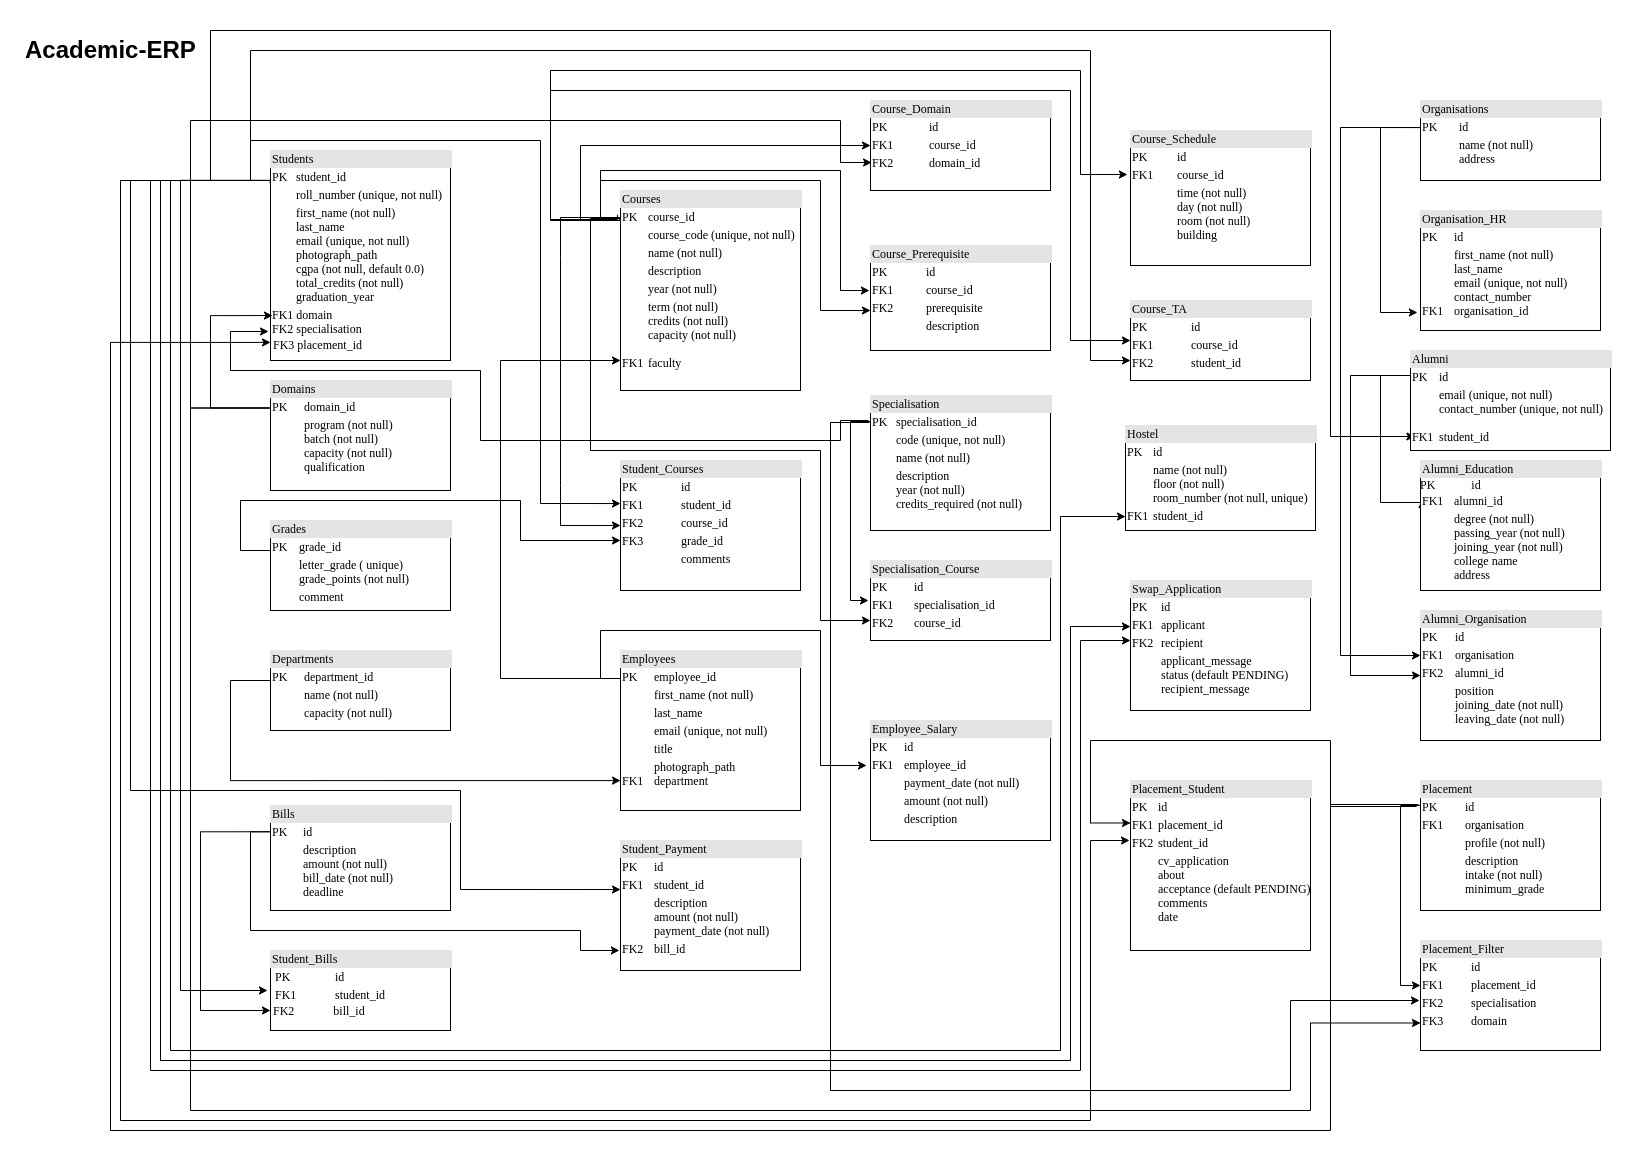 Academic-ERP
Students
PK student_id
roll_number (unique, not null)
first_name (not null)
last_name
email (unique, not null)
photograph_path
cgpa (not null, default 0.0)
total_credits (not null)
graduation_year
FK1 domain
FK2 specialisation
FK3 placement_id
Domains
PK domain_id
program (not null)
batch (not null)
capacity (not null)
qualification
Grades
PK grade_id
letter_grade ( unique)
grade_points (not null)
comment
Departments
PK department_id
name (not null)
capacity (not null)
Bills
PK id
description
amount (not null)
bill_date (not null)
deadline
Student_Bills
PK id
FK1 student_id
FK2 bill_id
Courses
PK course_id
course_code (unique, not null)
name (not null)
description
year (not null)
term (not null)
credits (not null)
capacity (not null)
FK1 faculty
Student_Courses
PK id
FK1 student_id
FK2 course_id
FK3 grade_id
comments
Employees
PK employee_id
first_name (not null)
last_name
email (unique, not null)
title
photograph_path
FK1 department
Student_Payment
PK id
FK1 student_id
description
amount (not null)
payment_date (not null)
FK2 bill_id
Course_Domain
PK id
FK1 course_id
FK2 domain_id
Course_Prerequisite
PK id
FK1 course_id
FK2 prerequisite
description
Specialisation
PK specialisation_id
code (unique, not null)
name (not null)
description
year (not null)
credits_required (not null)
Specialisation_Course
PK id
FK1 specialisation_id
FK2 course_id
Employee_Salary
PK id
FK1 employee_id
payment_date (not null)
amount (not null)
description
Course_Schedule
PK id
FK1 course_id
time (not null)
day (not null)
room (not null)
building
Course_TA
PK id
FK1 course_id
FK2 student_id
Hostel
PK id
name (not null)
floor (not null)
room_number (not null, unique)
FK1 student_id
Swap_Application
PK id
FK1 applicant
FK2 recipient
applicant_message
status (default PENDING)
recipient_message
Placement_Student
PK id
FK1 placement_id
FK2 student_id
cv_application
about
acceptance (default PENDING)
comments
date
Organisations
PK id
name (not null)
address
Organisation_HR
PK id
first_name (not null)
last_name
email (unique, not null)
contact_number
FK1 organisation_id
Alumni
PK id
email (unique, not null)
contact_number (unique, not null)
FK1 student_id
Alumni_Education
PK id
FK1 alumni_id
degree (not null)
passing_year (not null)
joining_year (not null)
college name
address
Alumni_Organisation
PK id
FK1 organisation
FK2 alumni_id
position
joining_date (not null)
leaving_date (not null)
Placement
PK id
FK1 organisation
profile (not null)
description
intake (not null)
minimum_grade
Placement_Filter
PK id
FK1 placement_id
FK2 specialisation
FK3 domain